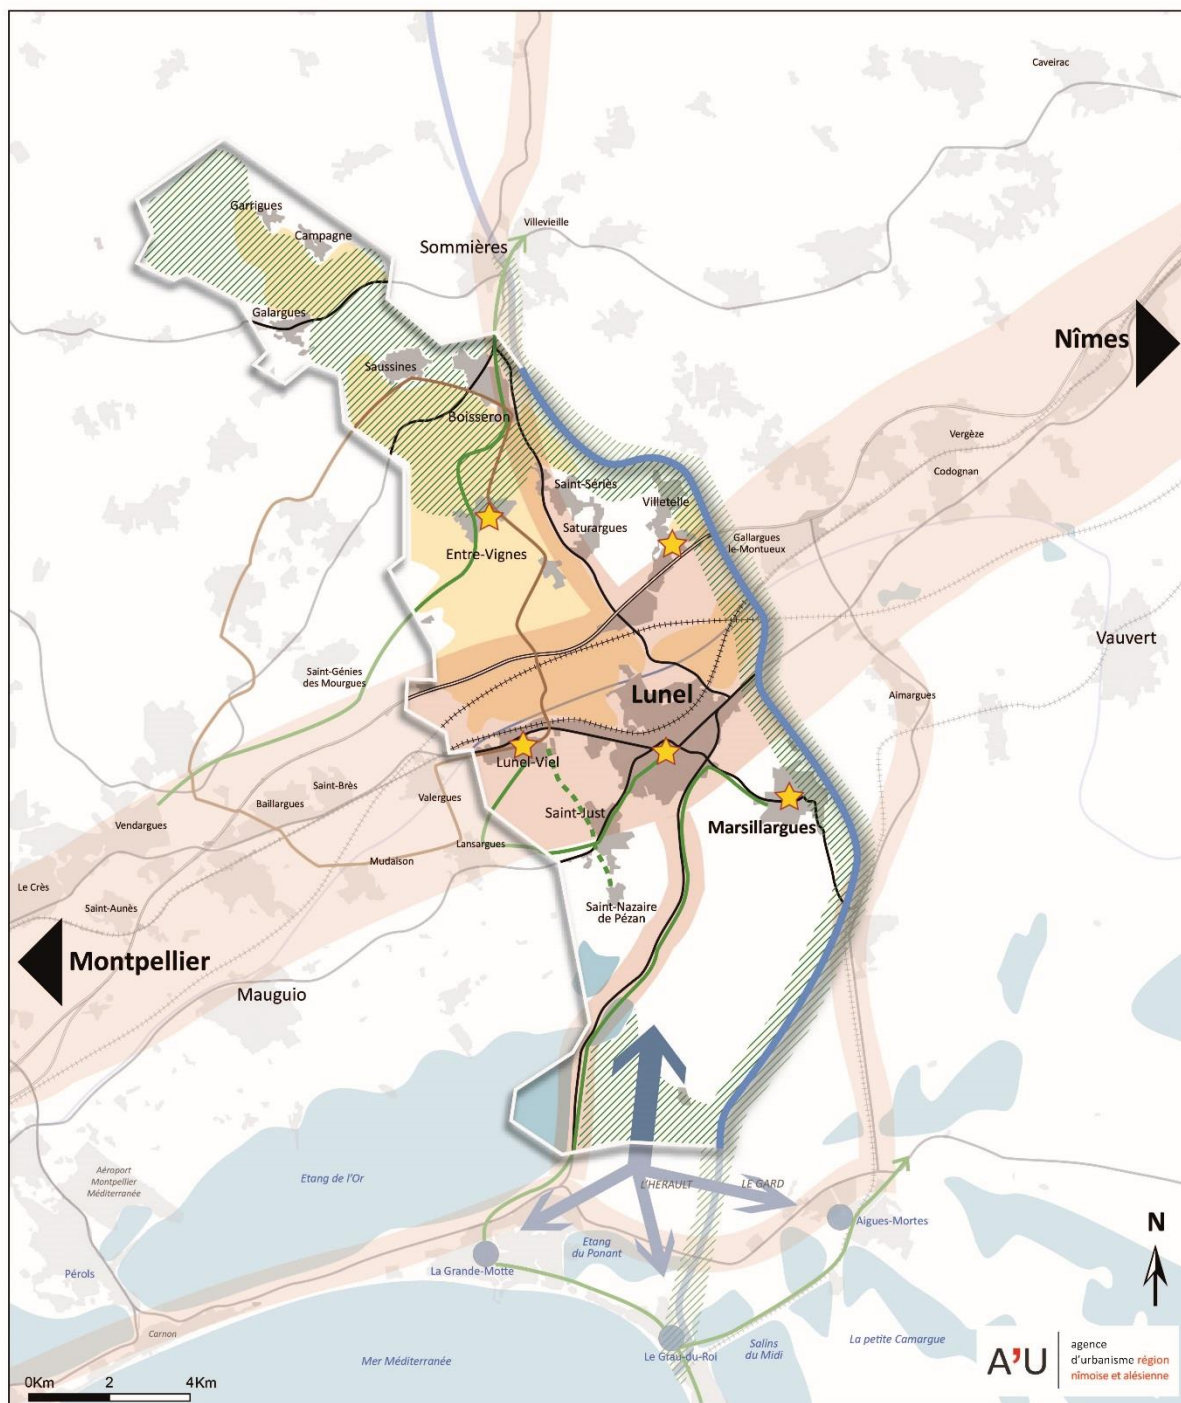 Caveirac
Garrigues
Campagne
Villevieille
Sommières
Galargues
Nîmes
Saussines
Boisseron
Vergèze
Codognan
Saint-Sériès
Villetelle
Saturargues
Entre-Vignes
Gallargues
le-Montueux
Vauvert
Saint-Génies
des Mourgues
Lunel
Aimargues
Lunel-Viel
Saint-Brès
Baillargues
Valergues
Saint-Just
Marsillargues
Vendargues
Lansargues
Mudaison
Le Crès
Saint-Aunès
Saint-Nazaire
de Pézan
Montpellier
Mauguio
Aéroport
Montpellier
Méditerranée
Etang de l'Or
L'HERAULT
LE GARD
Aigues-Mortes
N
Etang
du Ponant
La Grande-Motte
Pérols
Carnon
Mer Méditerranée
Le Grau-du-Roi
Salins
du Midi
La petite Camargue
A'U
agence
d'urbanisme région
nîmoise et alésienne
0Km 2 4Km